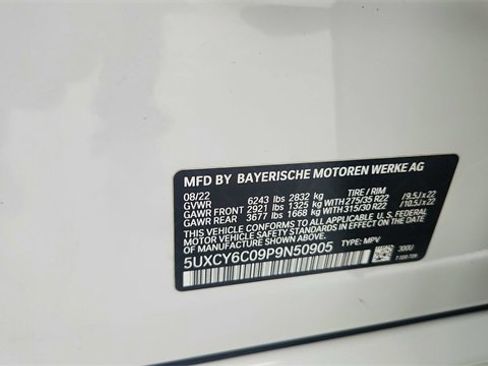 MFD BY BAYERISCHE MOTOREN WERKE AG
08/22 TIRE / RIM
GVWR 6243 lbs 2832 kg
GAWR FRONT 2921 lbs 1325 kg WITH 275/35 R22 /9.5J x 22
GAWR REAR 3677 lbs 1668 kg WITH 315/30 R22 /10.5J x 22
THIS VEHICLE CONFORMS TO ALL APPLICABLE FEDERAL
MOTOR VEHICLE SAFETY STANDARDS IN EFFECT ON THE
DATE OF MANUFACTURE SHOWN ABOVE.
5UXCY6C09P9N50905 TYPE: MPV 300U